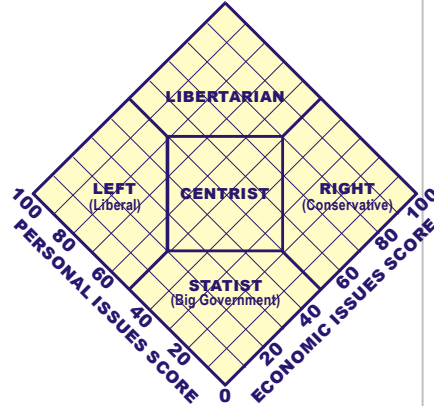 LIBERTARIAN
LEFT
(Liberal)
CENTRIST
RIGHT
(Conservative)
STATIST
(Big Government)
100
80
60
40
20
0
20
40
60
80
100
PERSONAL ISSUES SCORE
ECONOMIC ISSUES SCORE